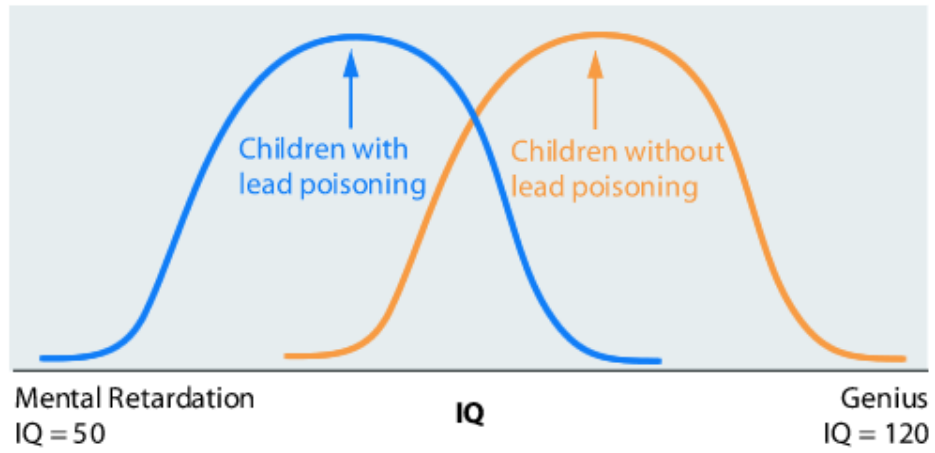 Children with
lead poisoning
Children without
lead poisoning
Mental Retardation
IQ = 50
IQ
Genius
IQ = 120